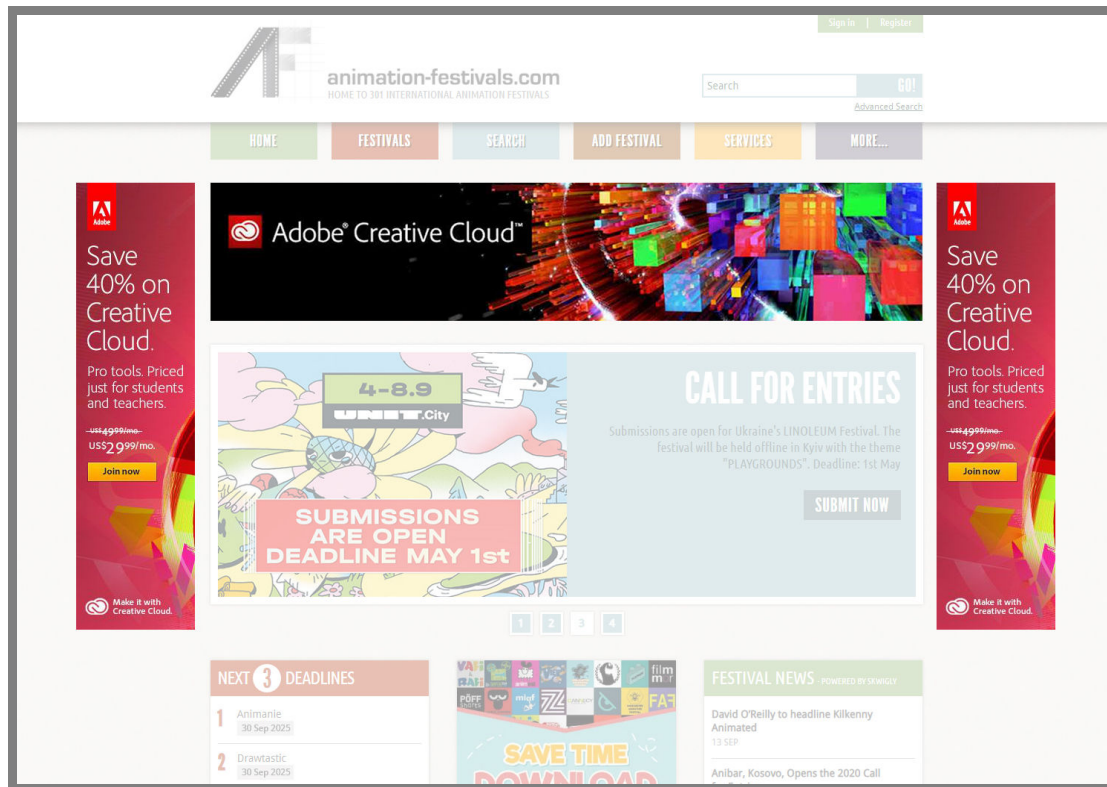 Sign in | Register
animation-festivals.com
HOME TO 301 INTERNATIONAL ANIMATION FESTIVALS
Search
GO!
Advanced Search
HOME
FESTIVALS
SEARCH
ADD FESTIVAL
SERVICES
MORE...
Adobe
Save
40% on
Creative
Cloud.
Pro tools. Priced
just for students
and teachers.
US$4999/mo.
US$2999/mo.
Join now
Make it with
Creative Cloud.
Adobe® Creative Cloud™
Adobe
Save
40% on
Creative
Cloud.
Pro tools. Priced
just for students
and teachers.
US$4999/mo.
US$2999/mo.
Join now
Make it with
Creative Cloud.
4-8.9
UNIT.City
SUBMISSIONS
ARE OPEN
DEADLINE MAY 1st
CALL FOR ENTRIES
Submissions are open for Ukraine's LINOLEUM Festival. The
festival will be held offline in Kyiv with the theme
"PLAYGROUNDS". Deadline: 1st May
SUBMIT NOW
1 2 3 4
NEXT 3 DEADLINES
1 Animanie
30 Sep 2025
2 Drawtastic
30 Sep 2025
film
PÖFF
SHORTS
miaf
FAF
SAVE TIME
DOWNLOAD
FESTIVAL NEWS - POWERED BY SKWIGLY
David O'Reilly to headline Kilkenny
Animated
13 SEP
Anibar, Kosovo, Opens the 2020 Call